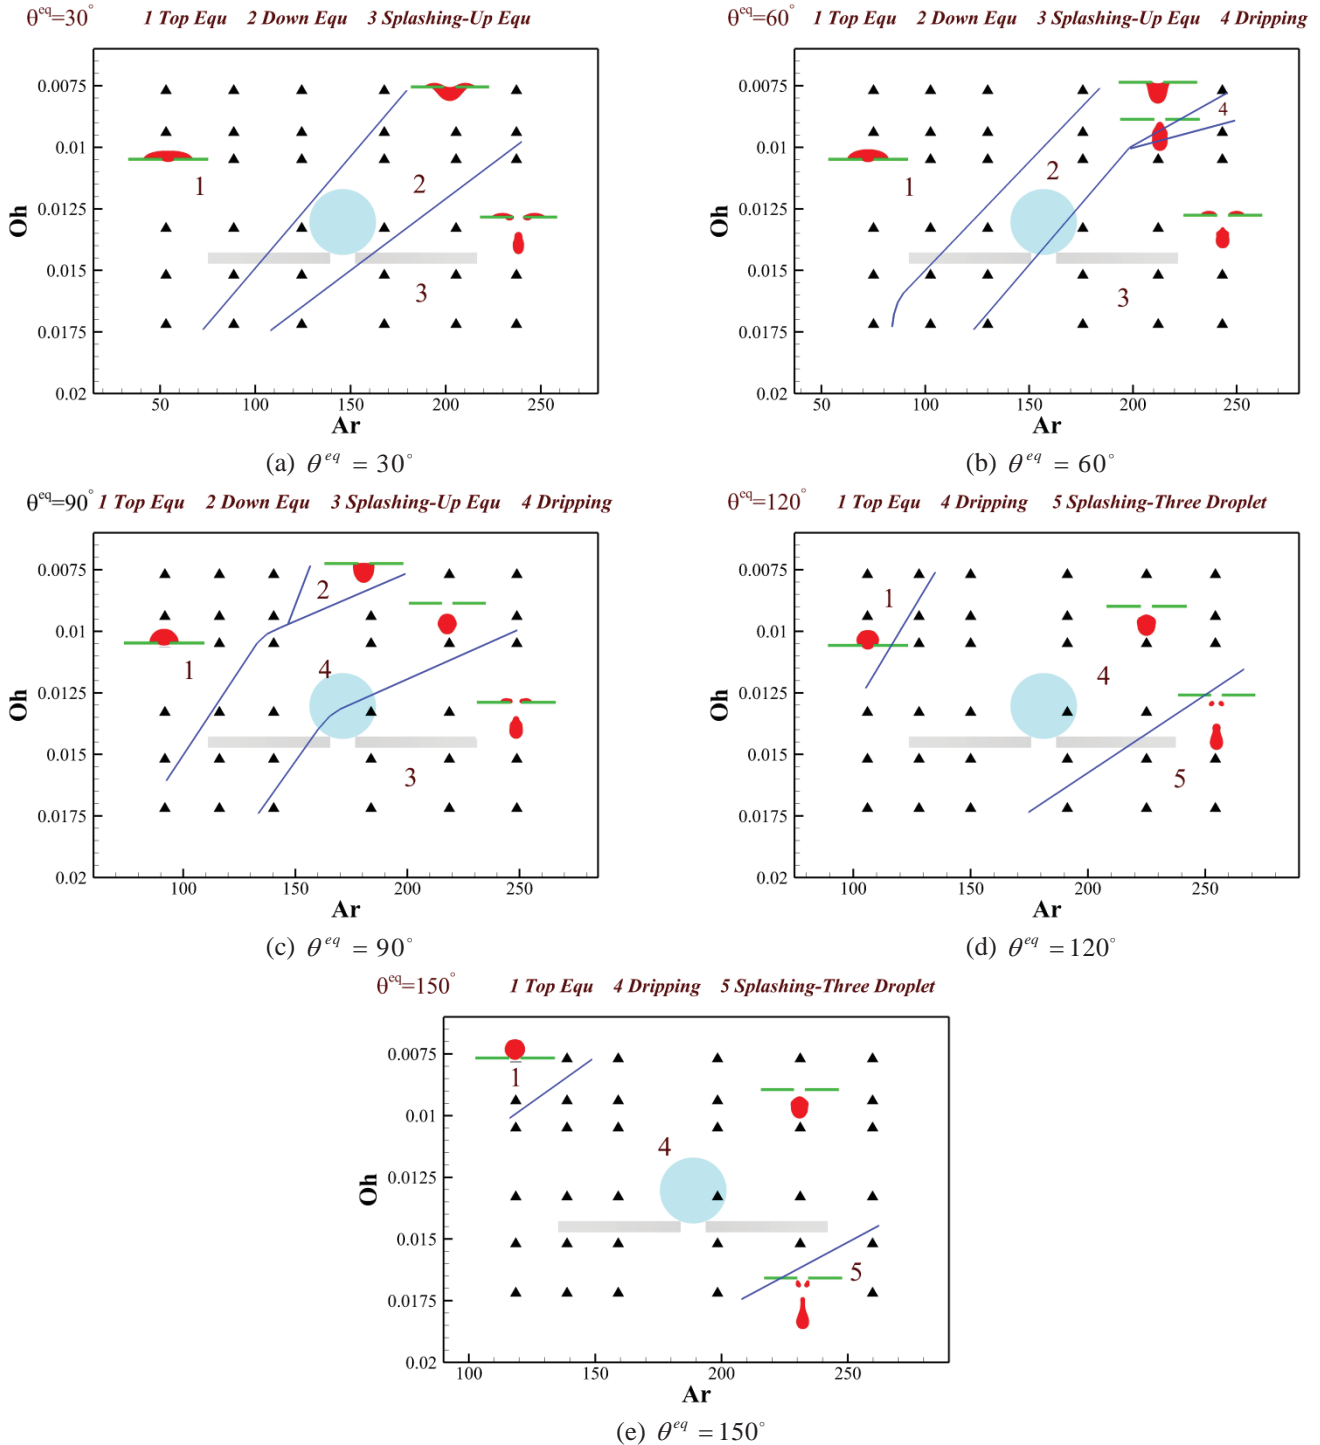 θeq=30° 1 Top Equ 2 Down Equ 3 Splashing-Up Equ
0.0075
0.01
0.0125
0.015
0.0175
0.02
Oh
1
2
3
50 100 150 200 250
Ar
(a) θ^eq = 30°
θeq=60° 1 Top Equ 2 Down Equ 3 Splashing-Up Equ 4 Dripping
0.0075
0.01
0.0125
0.015
0.0175
0.02
Oh
4
2
1
3
50 100 150 200 250
Ar
(b) θ^eq = 60°
θeq=90° 1 Top Equ 2 Down Equ 3 Splashing-Up Equ 4 Dripping
0.0075
0.01
0.0125
0.015
0.0175
0.02
Oh
2
1
4
3
100 150 200 250
Ar
(c) θ^eq = 90°
θeq=120° 1 Top Equ 4 Dripping 5 Splashing-Three Droplet
0.0075
0.01
0.0125
0.015
0.0175
0.02
Oh
1
4
5
100 150 200 250
Ar
(d) θ^eq = 120°
θeq=150° 1 Top Equ 4 Dripping 5 Splashing-Three Droplet
0.0075
0.01
0.0125
0.015
0.0175
0.02
Oh
1
4
5
100 150 200 250
Ar
(e) θ^eq = 150°